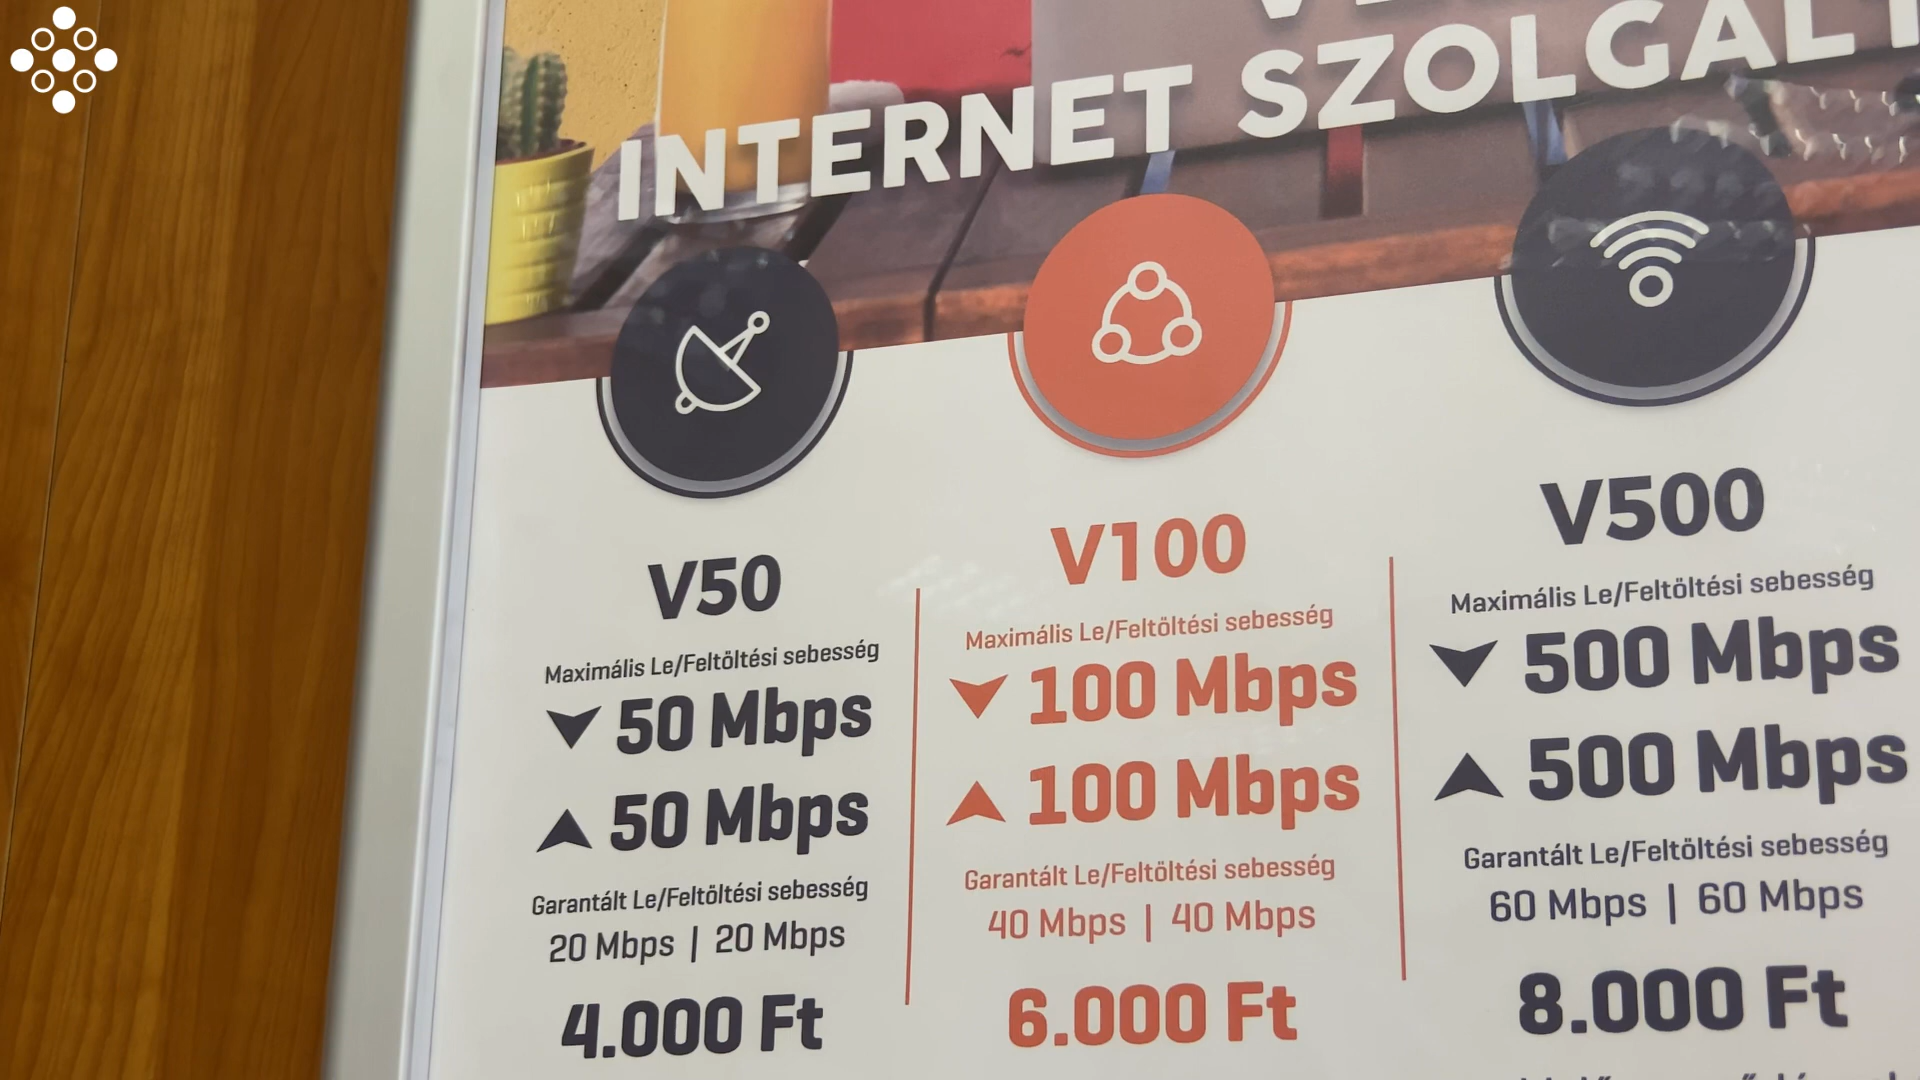 INTERNET SZOLGÁLT
V50
Maximális Le/Feltöltési sebesség
50 Mbps
50 Mbps
Garantált Le/Feltöltési sebesség
20 Mbps | 20 Mbps
4.000 Ft
V100
Maximális Le/Feltöltési sebesség
100 Mbps
100 Mbps
Garantált Le/Feltöltési sebesség
40 Mbps | 40 Mbps
6.000 Ft
V500
Maximális Le/Feltöltési sebesség
500 Mbps
500 Mbps
Garantált Le/Feltöltési sebesség
60 Mbps | 60 Mbps
8.000 Ft